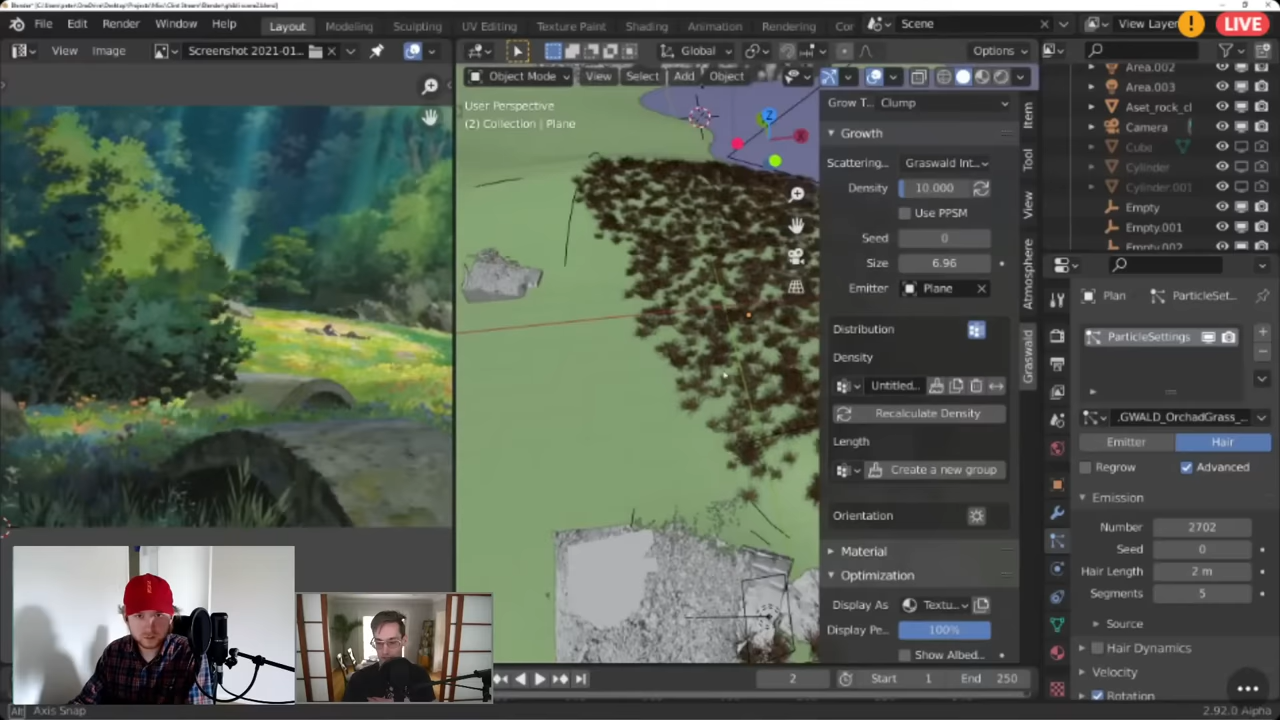 File Edit Render Window Help Layout Modeling Sculpting UV Editing Texture Paint Shading Animation Rendering Cor Scene View Layer LIVE
View Image Screenshot 2021-01... Global Options
Object Mode View Select Add Object
User Perspective
(2) Collection | Plane
Grow T... Clump
Growth
Scattering... Graswald Int...
Density 10.000
Use PPSM
Seed 0
Size 6.96
Emitter Plane
Distribution
Density
Untitled...
Recalculate Density
Length
Create a new group
Orientation
Material
Optimization
Display As Textu...
Display Pe... 100%
Show Albed...
Item
Tool
View
Atmosphere
Graswald
Area.002
Area.003
Aset_rock_cl
Camera
Cube
Cylinder
Cylinder.001
Empty
Empty.001
Empty.002
Plan ParticleSet...
ParticleSettings
.GWALD_OrchadGrass_...
Emitter Hair
Regrow Advanced
Emission
Number 2702
Seed 0
Hair Length 2 m
Segments 5
Source
Hair Dynamics
Velocity
Rotation
2 Start 1 End 250
Alt Axis Snap
2.92.0 Alpha